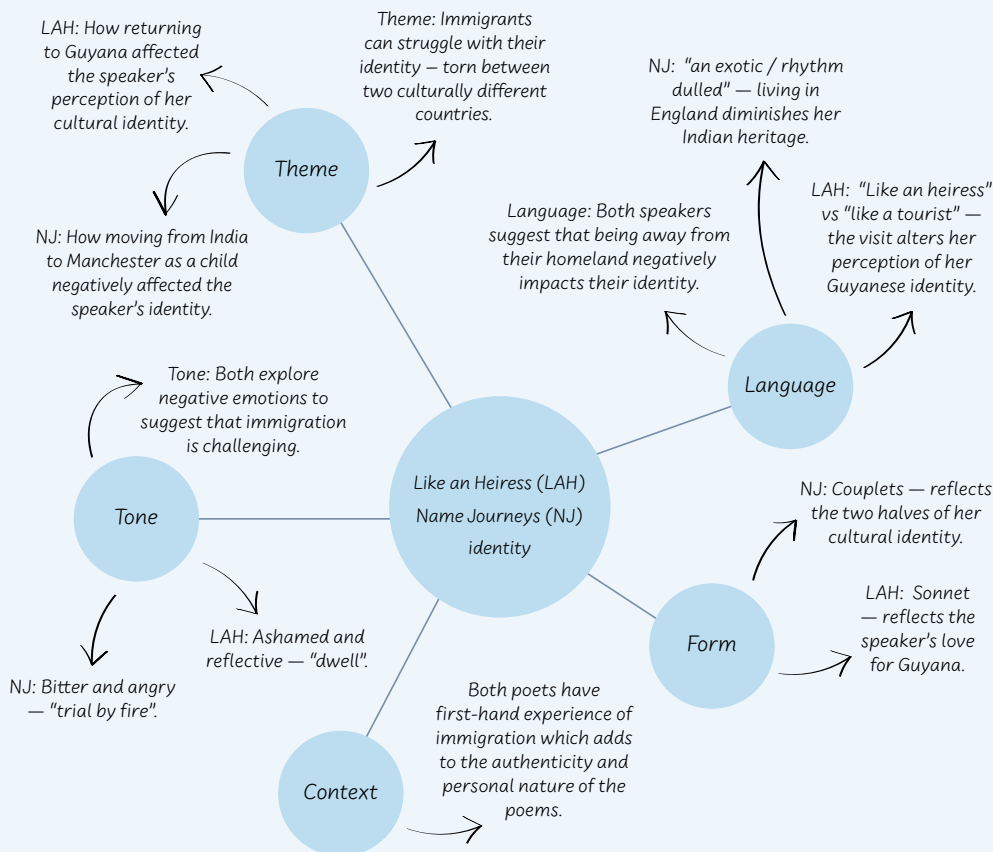 LAH: How returning
to Guyana affected
the speaker's
perception of her
cultural identity.
Theme: Immigrants
can struggle with their
identity – torn between
two culturally different
countries.
Theme
NJ: How moving from India
to Manchester as a child
negatively affected the
speaker's identity.
NJ: "an exotic / rhythm
dulled" — living in
England diminishes her
Indian heritage.
LAH: "Like an heiress"
vs "like a tourist" —
the visit alters her
perception of her
Guyanese identity.
Language: Both speakers
suggest that being away from
their homeland negatively
impacts their identity.
Language
Tone: Both explore
negative emotions to
suggest that immigration
is challenging.
Tone
LAH: Ashamed and
reflective — "dwell".
NJ: Bitter and angry
— "trial by fire".
Like an Heiress (LAH)
Name Journeys (NJ)
identity
NJ: Couplets — reflects
the two halves of her
cultural identity.
LAH: Sonnet
— reflects the
speaker's love
for Guyana.
Form
Both poets have
first-hand experience of
immigration which adds
to the authenticity and
personal nature of the
poems.
Context